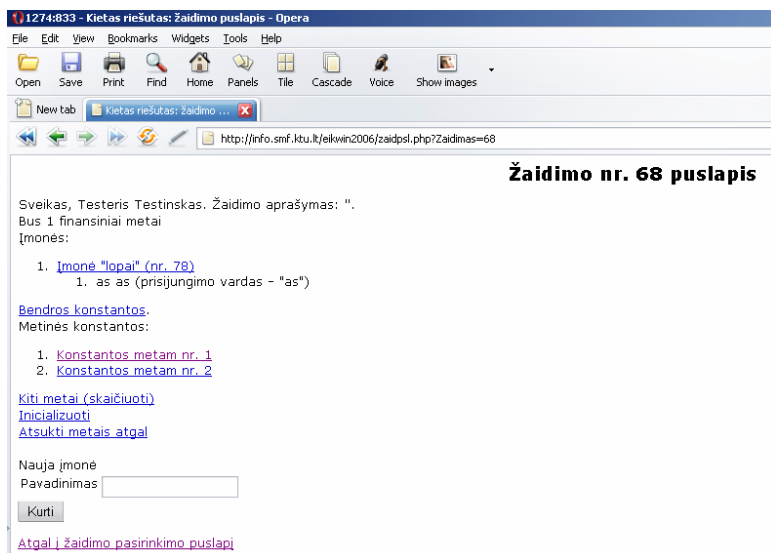 1274:833 - Kietas riešutas: žaidimo puslapis - Opera
File Edit View Bookmarks Widgets Tools Help
Open Save Print Find Home Panels Tile Cascade Voice Show images
New tab Kietas riešutas: žaidimo ...
http://info.smf.ktu.lt/eikwin2006/zaidpsl.php?Zaidimas=68
Žaidimo nr. 68 puslapis
Sveikas, Testeris Testinskas. Žaidimo aprašymas: ''.
Bus 1 finansiniai metai
Įmonės:
1. Įmonė "lopai" (nr. 78)
1. as as (prisijungimo vardas - "as")
Bendros konstantos.
Metinės konstantos:
1. Konstantos metam nr. 1
2. Konstantos metam nr. 2
Kiti metai (skaičiuoti)
Inicializuoti
Atsukti metais atgal
Nauja įmonė
Pavadinimas
Kurti
Atgal į žaidimo pasirinkimo puslapį